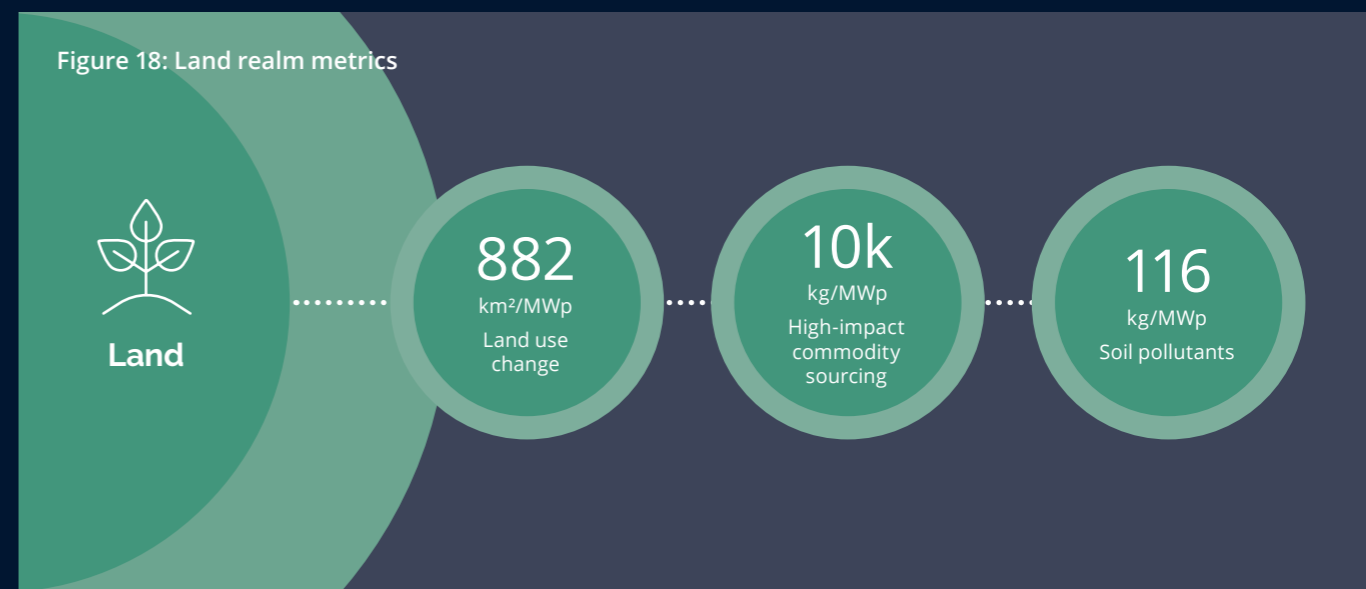 Figure 18: Land realm metrics
Land
882
km²/MWp
Land use
change
10k
kg/MWp
High-impact
commodity
sourcing
116
kg/MWp
Soil pollutants